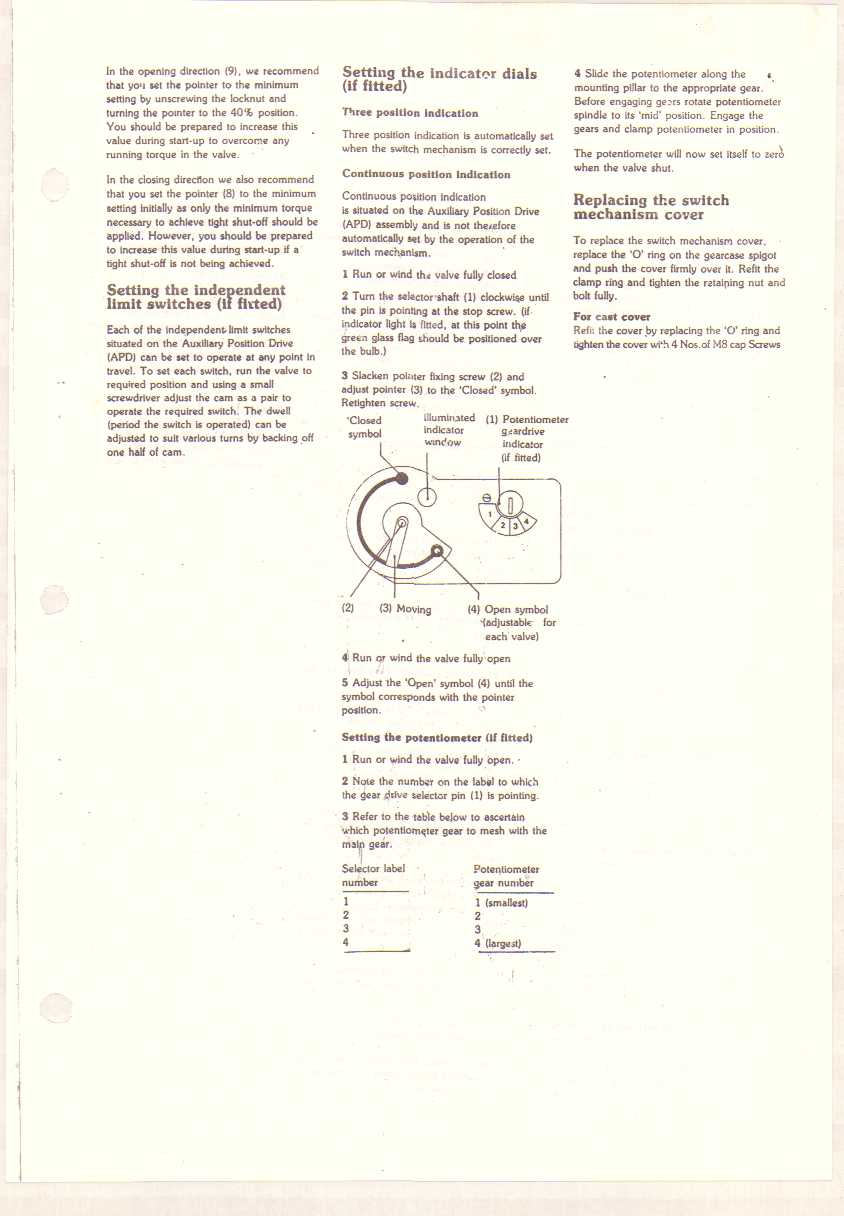 In the opening direction (9), we recommend
that you set the pointer to the minimum
setting by unscrewing the locknut and
turning the pointer to the 40% position.
You should be prepared to increase this
value during start-up to overcome any
running torque in the valve.
In the closing direction we also recommend
that you set the pointer (8) to the minimum
setting initially as only the minimum torque
necessary to achieve tight shut-off should be
applied. However, you should be prepared
to increase this value during start-up if a
tight shut-off is not being achieved.
Setting the independent
limit switches (if fitted)
Each of the independent limit switches
situated on the Auxiliary Position Drive
(APD) can be set to operate at any point in
travel. To set each switch, run the valve to
required position and using a small
screwdriver adjust the cam as a pair to
operate the required switch. The dwell
(period the switch is operated) can be
adjusted to suit various turns by backing off
one half of cam.
Setting the indicator dials
(if fitted)
Three position indication
Three position indication is automatically set
when the switch mechanism is correctly set.
Continuous position indication
Continuous position indication
is situated on the Auxiliary Position Drive
(APD) assembly and is not therefore
automatically set by the operation of the
switch mechanism.
1 Run or wind the valve fully closed
2 Turn the selector shaft (1) clockwise until
the pin is pointing at the stop screw. (if
indicator light is fitted, at this point the
green glass flag should be positioned over
the bulb.)
3 Slacken pointer fixing screw (2) and
adjust pointer (3) to the 'Closed' symbol.
Retighten screw.
'Closed
symbol
illuminated
indicator
window
(1) Potentiometer
geardrive
indicator
(if fitted)
1
2 3 4
(2) (3) Moving (4) Open symbol
(adjustable for
each valve)
4 Run or wind the valve fully open
5 Adjust the 'Open' symbol (4) until the
symbol corresponds with the pointer
position.
Setting the potentiometer (if fitted)
1 Run or wind the valve fully open.
2 Note the number on the label to which
the gear drive selector pin (1) is pointing.
3 Refer to the table below to ascertain
which potentiometer gear to mesh with the
main gear.
Selector label Potentiometer
number gear number
1 1 (smallest)
2 2
3 3
4 4 (largest)
4 Slide the potentiometer along the
mounting pillar to the appropriate gear.
Before engaging gears rotate potentiometer
spindle to its 'mid' position. Engage the
gears and clamp potentiometer in position.
The potentiometer will now set itself to zero
when the valve shut.
Replacing the switch
mechanism cover
To replace the switch mechanism cover,
replace the 'O' ring on the gearcase spigot
and push the cover firmly over it. Refit the
clamp ring and tighten the retaining nut and
bolt fully.
For cast cover
Refit the cover by replacing the 'O' ring and
tighten the cover with 4 Nos.of M8 cap Screws